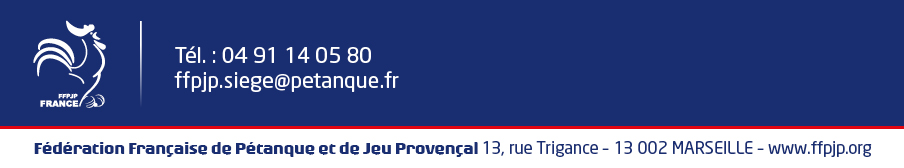 FFPJP
FRANCE
Tél. : 04 91 14 05 80
ffpjp.siege@petanque.fr
Fédération Française de Pétanque et de Jeu Provençal 13, rue Trigance – 13 002 MARSEILLE – www.ffpjp.org